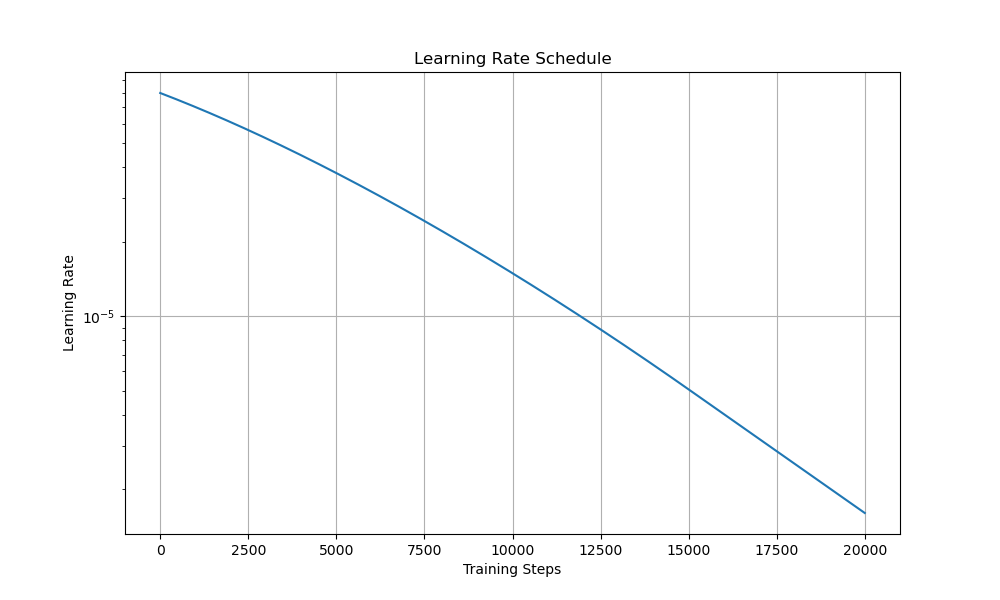 Learning Rate Schedule
Learning Rate
10⁻⁵
0 2500 5000 7500 10000 12500 15000 17500 20000
Training Steps